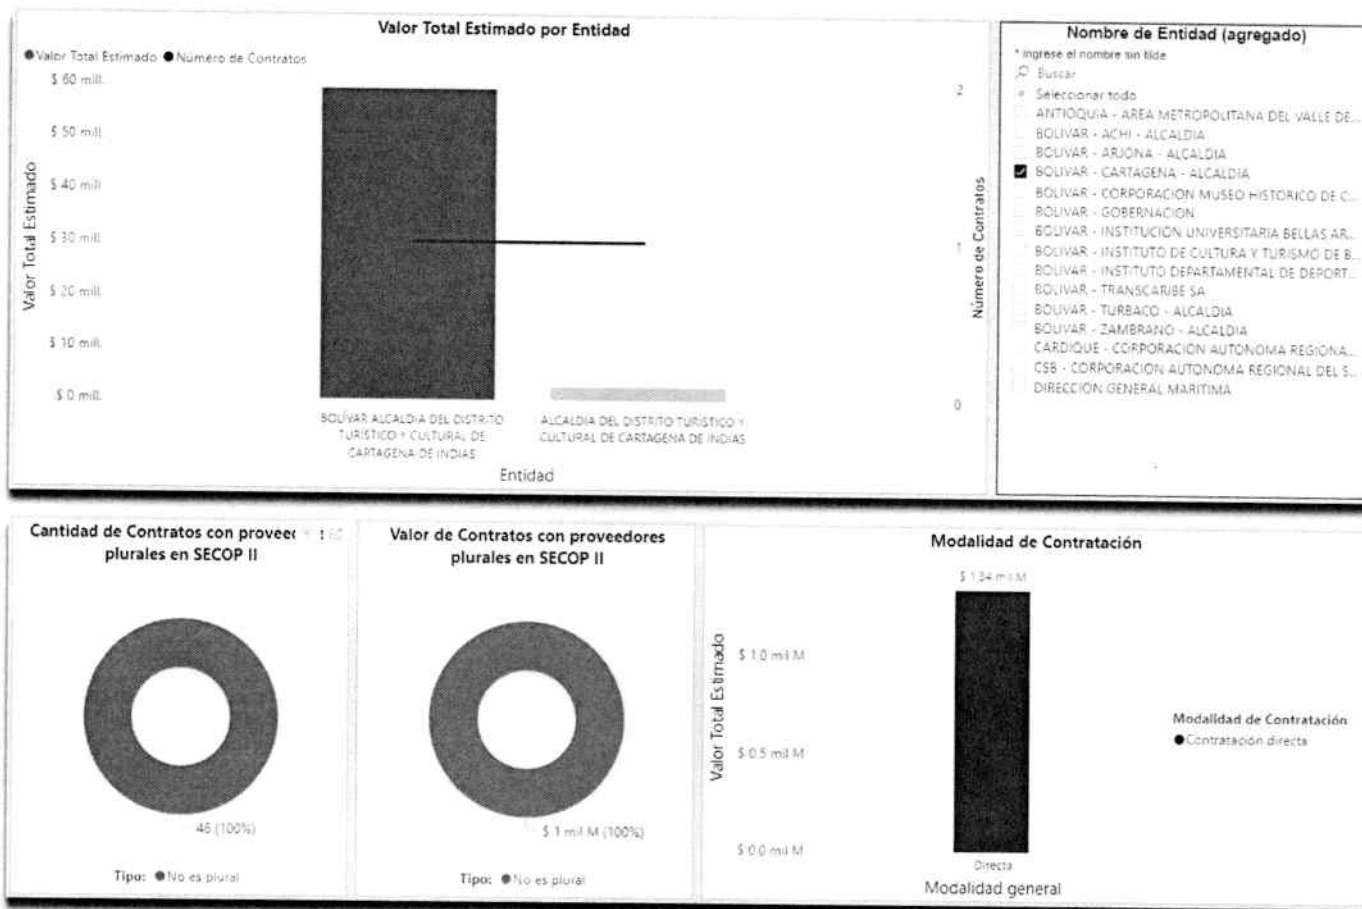 Valor Total Estimado por Entidad
Valor Total Estimado Número de Contratos
$ 60 mill.
$ 50 mill.
$ 40 mill.
$ 30 mill.
$ 20 mill.
$ 10 mill.
$ 0 mill.
Valor Total Estimado
2
1
0
Número de Contratos
BOLÍVAR ALCALDIA DEL DISTRITO
TURÍSTICO Y CULTURAL DE
CARTAGENA DE INDIAS
ALCALDÍA DEL DISTRITO TURÍSTICO Y
CULTURAL DE CARTAGENA DE INDIAS
Entidad
Nombre de Entidad (agregado)
* Ingrese el nombre sin tilde
Buscar
Seleccionar todo
ANTIOQUIA - AREA METROPOLITANA DEL VALLE DE...
BOLIVAR - ACHI - ALCALDIA
BOLIVAR - ARJONA - ALCALDIA
BOLIVAR - CARTAGENA - ALCALDIA
BOLIVAR - CORPORACION MUSEO HISTORICO DE C...
BOLIVAR - GOBERNACION
BOLIVAR - INSTITUCION UNIVERSITARIA BELLAS AR...
BOLIVAR - INSTITUTO DE CULTURA Y TURISMO DE B...
BOLIVAR - INSTITUTO DEPARTAMENTAL DE DEPORT...
BOLIVAR - TRANSCARIBE SA
BOLIVAR - TURBACO - ALCALDIA
BOLIVAR - ZAMBRANO - ALCALDIA
CARDIQUE - CORPORACION AUTONOMA REGIONA...
CSB - CORPORACION AUTONOMA REGIONAL DEL S...
DIRECCION GENERAL MARITIMA
Cantidad de Contratos con proveed
plurales en SECOP II
46 (100%)
Tipo: No es plural
Valor de Contratos con proveedores
plurales en SECOP II
$ 1 mil M (100%)
Tipo: No es plural
Modalidad de Contratación
$ 1,34 mil M
$ 1,0 mil M
$ 0,5 mil M
$ 0,0 mil M
Valor Total Estimado
Directa
Modalidad general
Modalidad de Contratación
Contratación directa